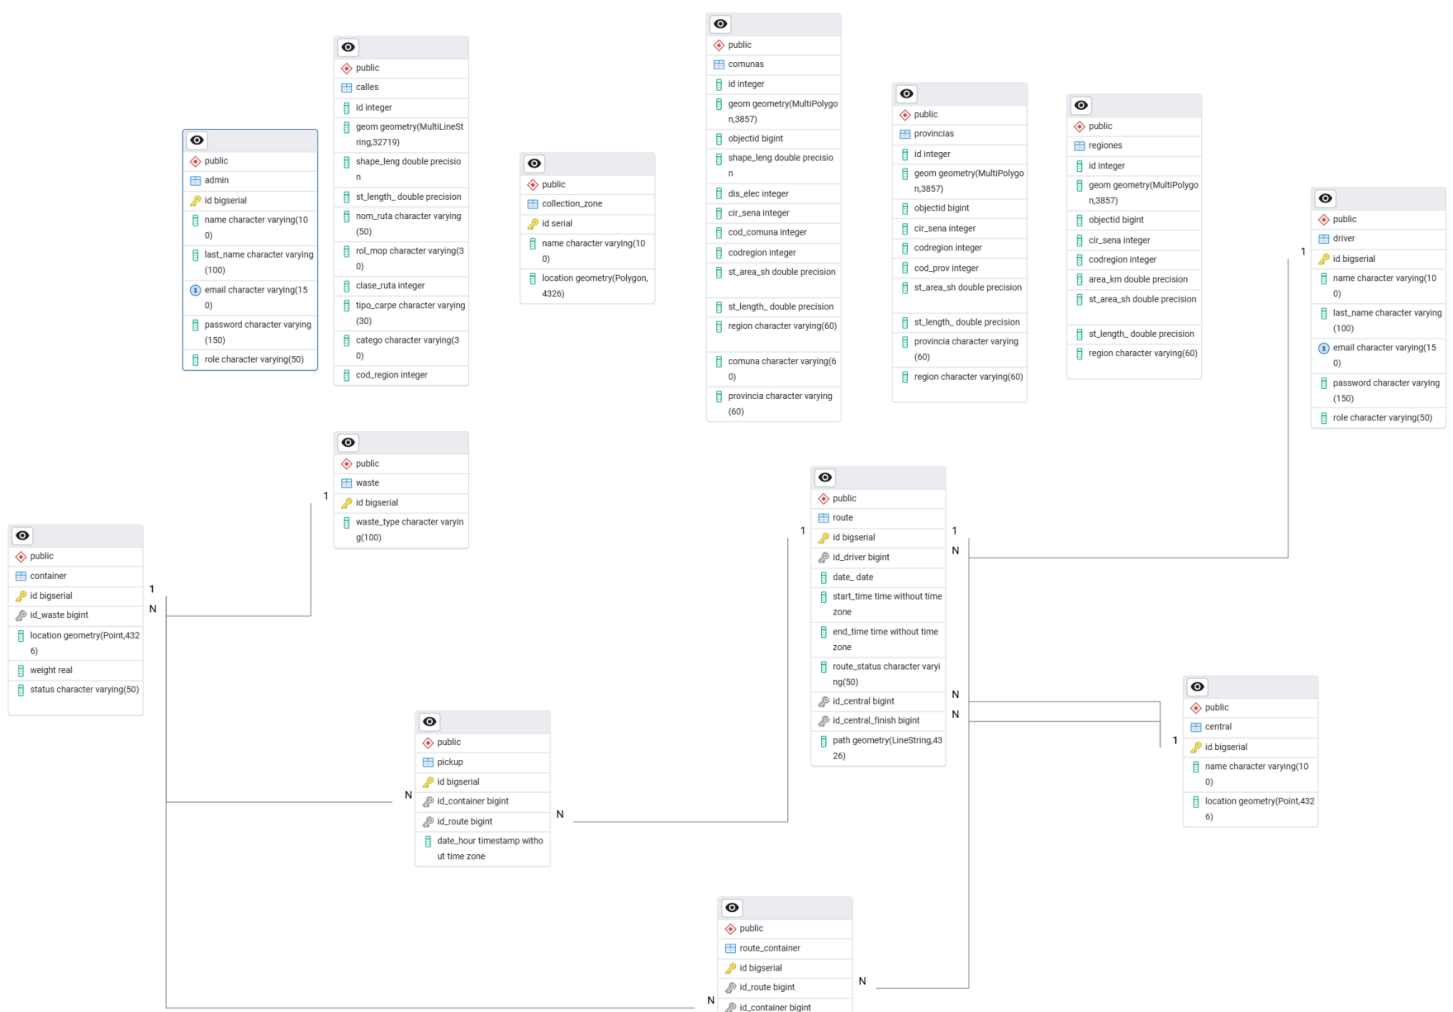 public
admin
id bigserial
name character varying(10
0)
last_name character varying
(100)
email character varying(15
0)
password character varying
(150)
role character varying(50)
public
calles
id integer
geom geometry(MultiLineSt
ring,32719)
shape_leng double precisio
n
st_length_ double precision
nom_ruta character varying
(50)
rol_mop character varying(3
0)
clase_ruta integer
tipo_carpe character varying
(30)
catego character varying(3
0)
cod_region integer
public
collection_zone
id serial
name character varying(10
0)
location geometry(Polygon,
4326)
public
comunas
id integer
geom geometry(MultiPolygo
n,3857)
objectid bigint
shape_leng double precisio
n
dis_elec integer
cir_sena integer
cod_comuna integer
codregion integer
st_area_sh double precision
st_length_ double precision
region character varying(60)
comuna character varying(6
0)
provincia character varying
(60)
public
provincias
id integer
geom geometry(MultiPolygo
n,3857)
objectid bigint
cir_sena integer
codregion integer
cod_prov integer
st_area_sh double precision
st_length_ double precision
provincia character varying
(60)
region character varying(60)
public
regiones
id integer
geom geometry(MultiPolygo
n,3857)
objectid bigint
cir_sena integer
codregion integer
area_km double precision
st_area_sh double precision
st_length_ double precision
region character varying(60)
1
public
driver
id bigserial
name character varying(10
0)
last_name character varying
(100)
email character varying(15
0)
password character varying
(150)
role character varying(50)
public
container
id bigserial
id_waste bigint
location geometry(Point,432
6)
weight real
status character varying(50)
1
N
1
public
waste
id bigserial
waste_type character varyin
g(100)
public
pickup
id bigserial
id_container bigint
id_route bigint
date_hour timestamp witho
ut time zone
N
N
1
public
route
id bigserial
id_driver bigint
date_ date
start_time time without time
zone
end_time time without time
zone
route_status character varyi
ng(50)
id_central bigint
id_central_finish bigint
path geometry(LineString,43
26)
1
N
N
N
1
public
central
id bigserial
name character varying(10
0)
location geometry(Point,432
6)
public
route_container
id bigserial
id_route bigint
id_container bigint
N
N